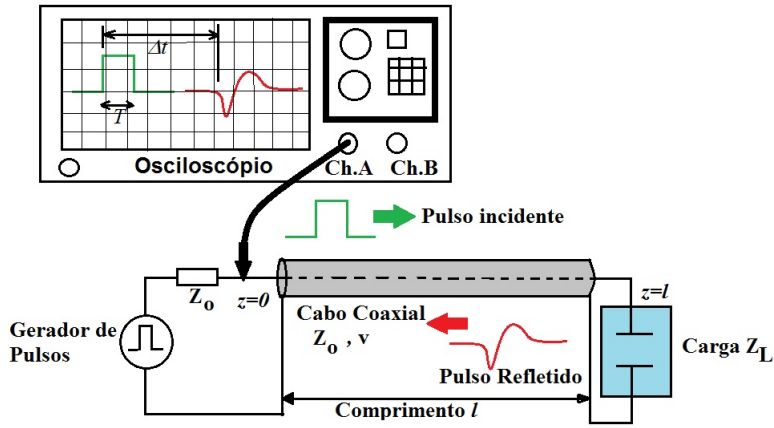 Δt
T
Osciloscópio
Ch.A
Ch.B
Pulso incidente
Zo
z=0
z=l
Cabo Coaxial
Zo , v
Gerador de
Pulsos
Carga ZL
Pulso Refletido
Comprimento l